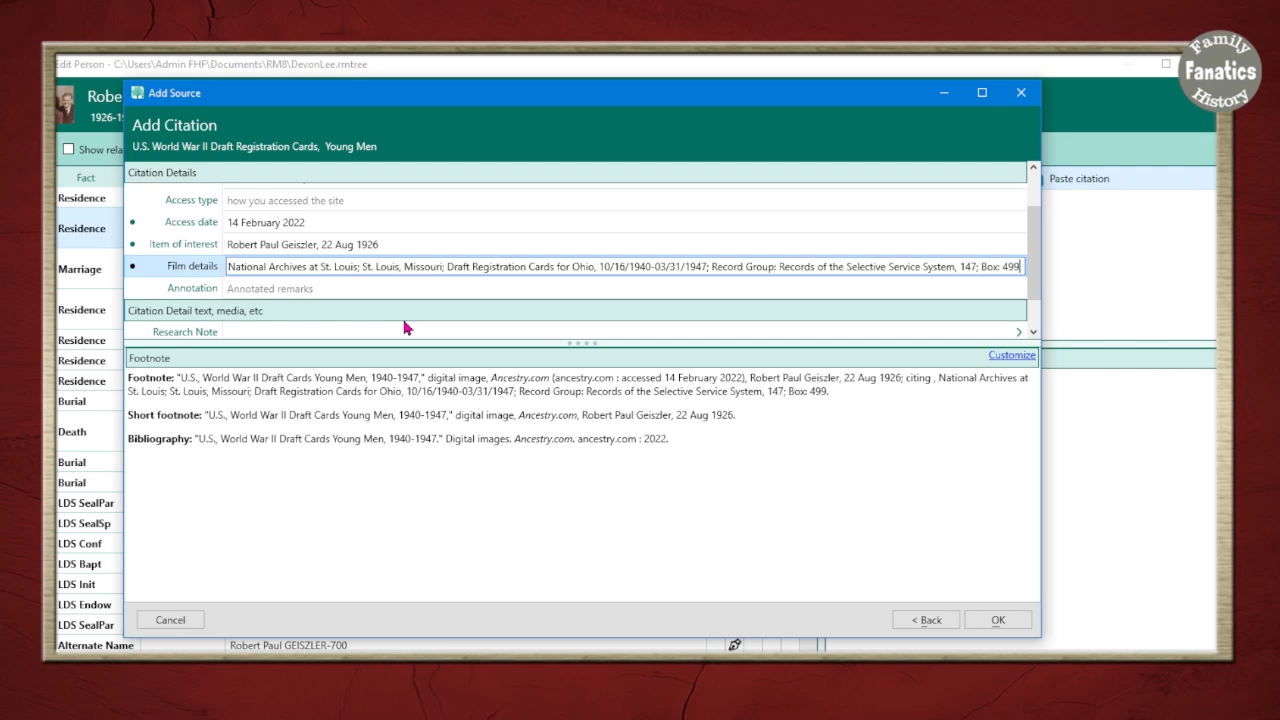 Family
Fanatics
History
Edit Person - C:\Users\Admin FHF\Documents\RM8\DevonLee.rmtree
Robe
1926-1
Show rela
Fact
Residence
Residence
Marriage
Residence
Residence
Residence
Residence
Burial
Death
Burial
Burial
LDS SealPar
LDS SealSp
LDS Conf
LDS Bapt
LDS Init
LDS Endow
LDS SealPar
Alternate Name Robert Paul GEISZLER-700
Paste citation
Add Source
Add Citation
U.S. World War II Draft Registration Cards, Young Men
Citation Details
Access type how you accessed the site
Access date 14 February 2022
Item of interest Robert Paul Geiszler, 22 Aug 1926
Film details National Archives at St. Louis; St. Louis, Missouri; Draft Registration Cards for Ohio, 10/16/1940-03/31/1947; Record Group: Records of the Selective Service System, 147; Box: 499
Annotation Annotated remarks
Citation Detail text, media, etc
Research Note
Footnote Customize
Footnote: "U.S., World War II Draft Cards Young Men, 1940-1947," digital image, Ancestry.com (ancestry.com : accessed 14 February 2022), Robert Paul Geiszler, 22 Aug 1926; citing , National Archives at
St. Louis; St. Louis, Missouri; Draft Registration Cards for Ohio, 10/16/1940-03/31/1947; Record Group: Records of the Selective Service System, 147; Box: 499.
Short footnote: "U.S., World War II Draft Cards Young Men, 1940-1947," digital image, Ancestry.com, Robert Paul Geiszler, 22 Aug 1926.
Bibliography: "U.S., World War II Draft Cards Young Men, 1940-1947." Digital images. Ancestry.com. ancestry.com : 2022.
Cancel < Back OK